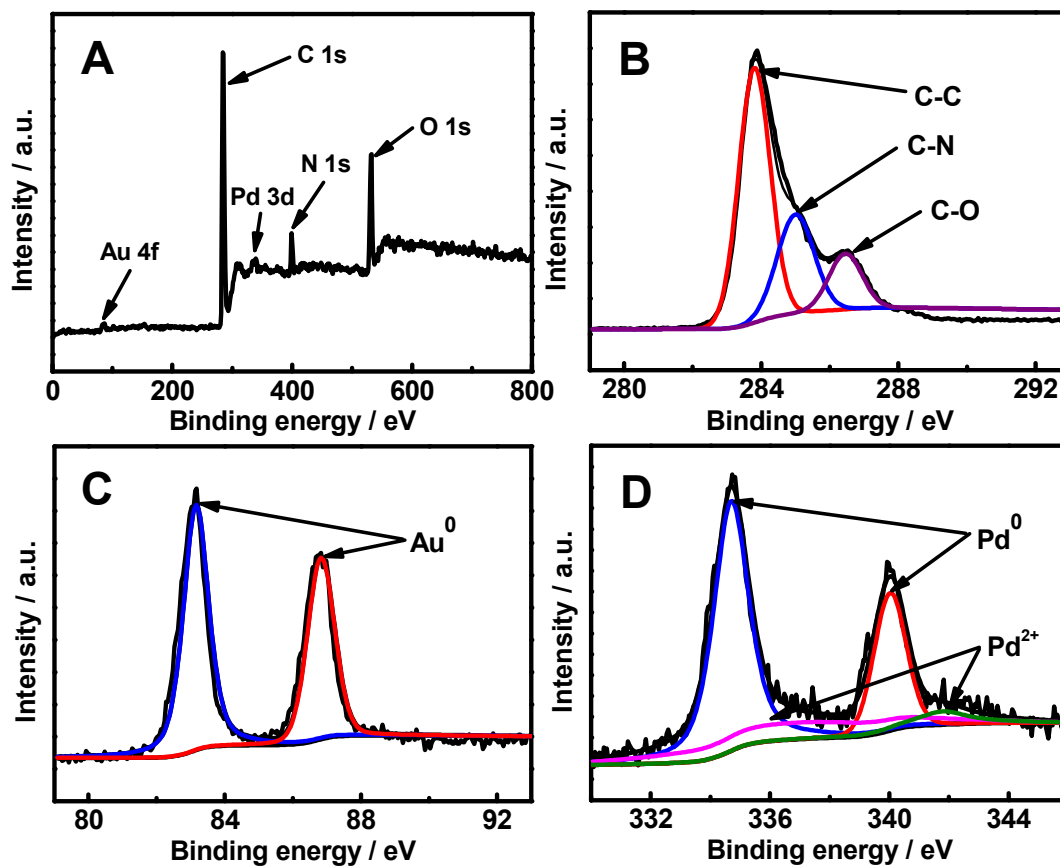 A
C 1s
O 1s
N 1s
Pd 3d
Au 4f
Intensity / a.u.
0 200 400 600 800
Binding energy / eV
B
C-C
C-N
C-O
Intensity / a.u.
280 284 288 292
Binding energy / eV
C
Au⁰
Intensity / a.u.
80 84 88 92
Binding energy / eV
D
Pd⁰
Pd²⁺
Intensity / a.u.
332 336 340 344
Binding energy / eV